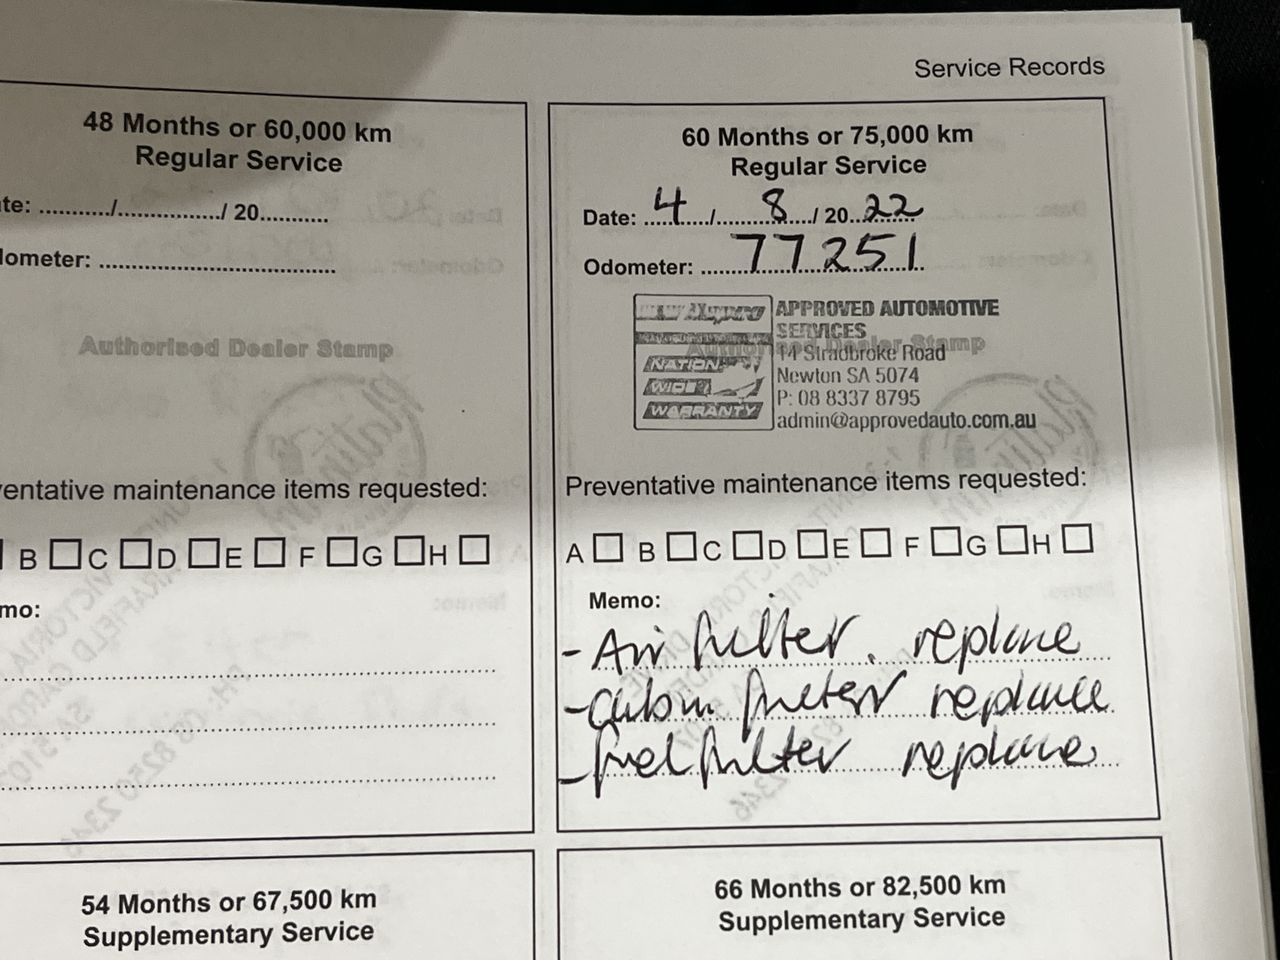 Service Records
48 Months or 60,000 km
Regular Service
te: .........../................/ 20...........
lometer: ........................................
Authorised Dealer Stamp
ventative maintenance items requested:
B C D E F G H
mo:
54 Months or 67,500 km
Supplementary Service
60 Months or 75,000 km
Regular Service
Date: 4 / 8 / 20 22
Odometer: 77251
APPROVED AUTOMOTIVE
SERVICES
14 Stradbroke Road
Newton SA 5074
P: 08 8337 8795
admin@approvedauto.com.au
NATION
WIDE
WARRANTY
Authorised Dealer Stamp
Preventative maintenance items requested:
A B C D E F G H
Memo:
- Air filter. replace
- Cabin filter replace
- fuel filter replace
66 Months or 82,500 km
Supplementary Service